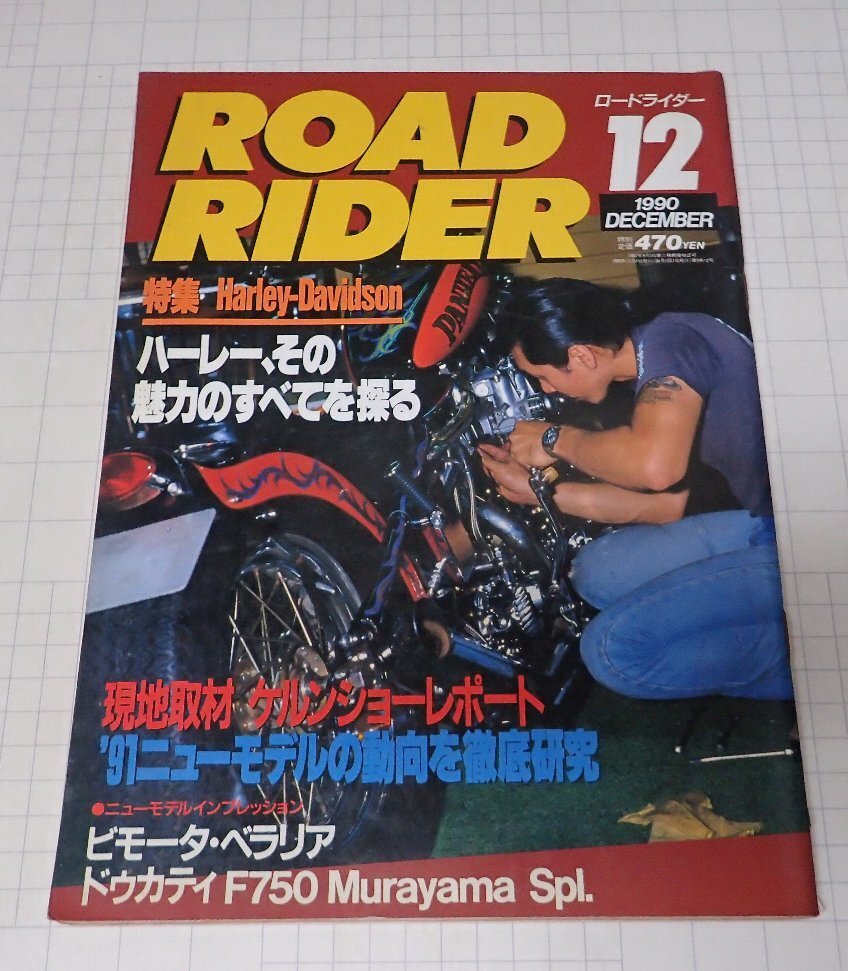 ROAD
RIDER
ロードライダー
12
1990
DECEMBER
特別
定価 470YEN
特集 Harley-Davidson
ハーレー、その
魅力のすべてを探る
現地取材 ケルンショーレポート
'91ニューモデルの動向を徹底研究
●ニューモデルインプレッション
ビモータ・ベラリア
ドゥカティ F750 Murayama Spl.